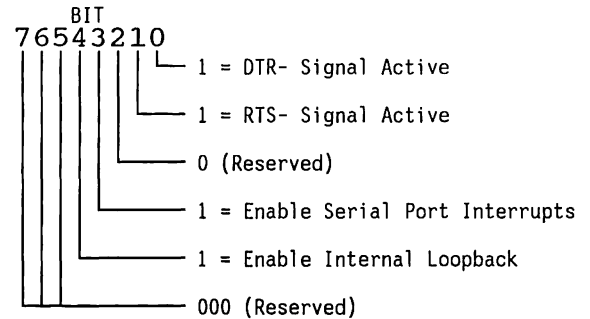 BIT
76543210
1 = DTR- Signal Active
1 = RTS- Signal Active
0 (Reserved)
1 = Enable Serial Port Interrupts
1 = Enable Internal Loopback
000 (Reserved)